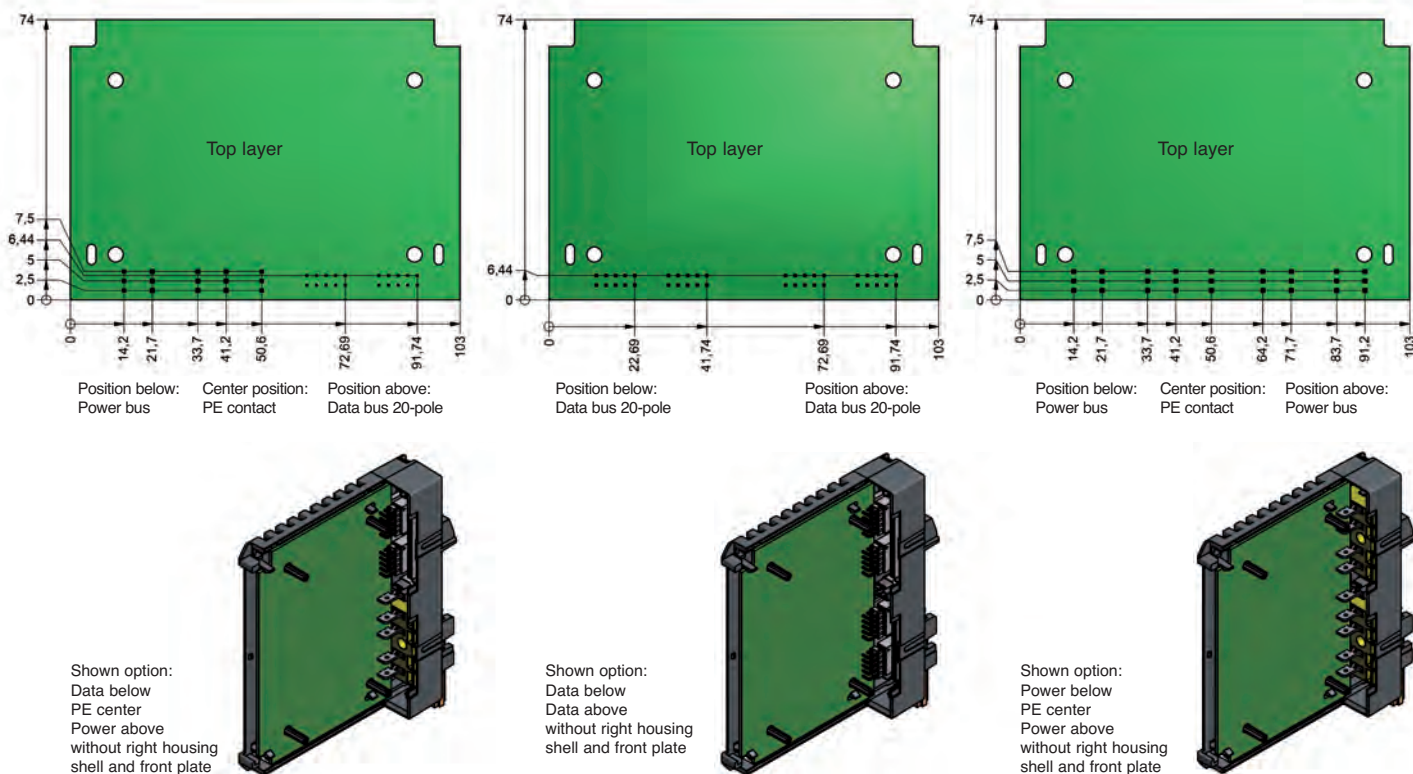 74
Top layer
7,5
6,44
5
2,5
0
0
14,2
21,7
33,7
41,2
50,6
72,69
91,74
103
Position below:
Power bus
Center position:
PE contact
Position above:
Data bus 20-pole
74
Top layer
6,44
0
0
22,69
41,74
72,69
91,74
103
Position below:
Data bus 20-pole
Position above:
Data bus 20-pole
74
Top layer
7,5
5
2,5
0
0
14,2
21,7
33,7
41,2
50,6
64,2
71,7
83,7
91,2
103
Position below:
Power bus
Center position:
PE contact
Position above:
Power bus
Shown option:
Data below
PE center
Power above
without right housing
shell and front plate
Shown option:
Data below
Data above
without right housing
shell and front plate
Shown option:
Power below
PE center
Power above
without right housing
shell and front plate